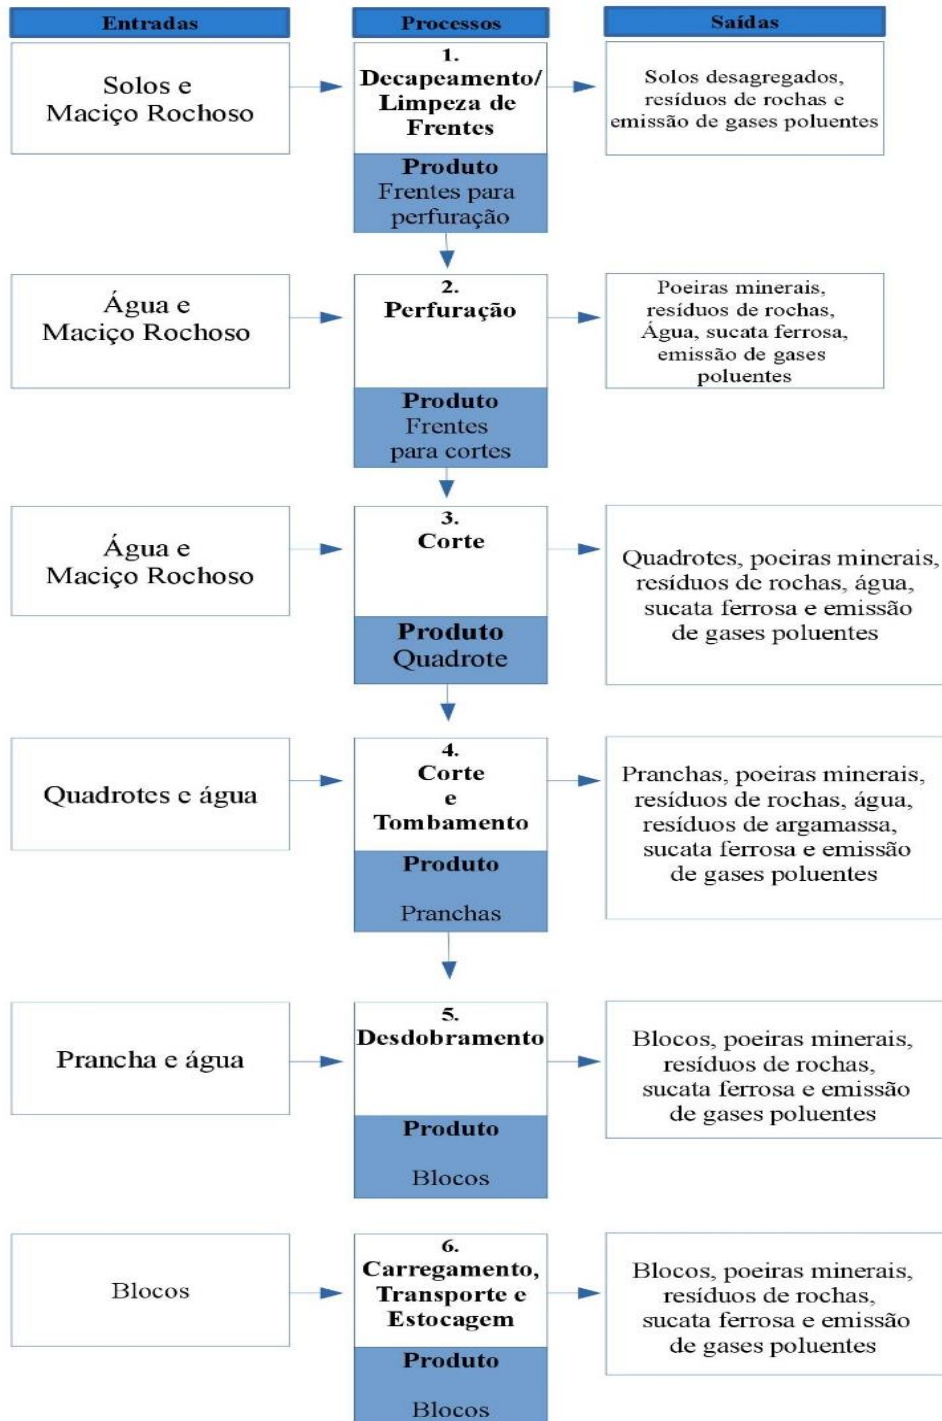 Entradas
Processos
Saídas
Solos e
Maciço Rochoso
1.
Decapeamento/
Limpeza de
Frentes
Produto
Frentes para
perfuração
Solos desagregados,
resíduos de rochas e
emissão de gases poluentes
Água e
Maciço Rochoso
2.
Perfuração
Produto
Frentes
para cortes
Poeiras minerais,
resíduos de rochas,
Água, sucata ferrosa,
emissão de gases
poluentes
Água e
Maciço Rochoso
3.
Corte
Produto
Quadrote
Quadrotes, poeiras minerais,
resíduos de rochas, água,
sucata ferrosa e emissão
de gases poluentes
Quadrotes e água
4.
Corte
e
Tombamento
Produto
Pranchas
Pranchas, poeiras minerais,
resíduos de rochas, água,
resíduos de argamassa,
sucata ferrosa e emissão
de gases poluentes
Prancha e água
5.
Desdobramento
Produto
Blocos
Blocos, poeiras minerais,
resíduos de rochas,
sucata ferrosa e emissão
de gases poluentes
Blocos
6.
Carregamento,
Transporte e
Estocagem
Produto
Blocos
Blocos, poeiras minerais,
resíduos de rochas,
sucata ferrosa e emissão
de gases poluentes